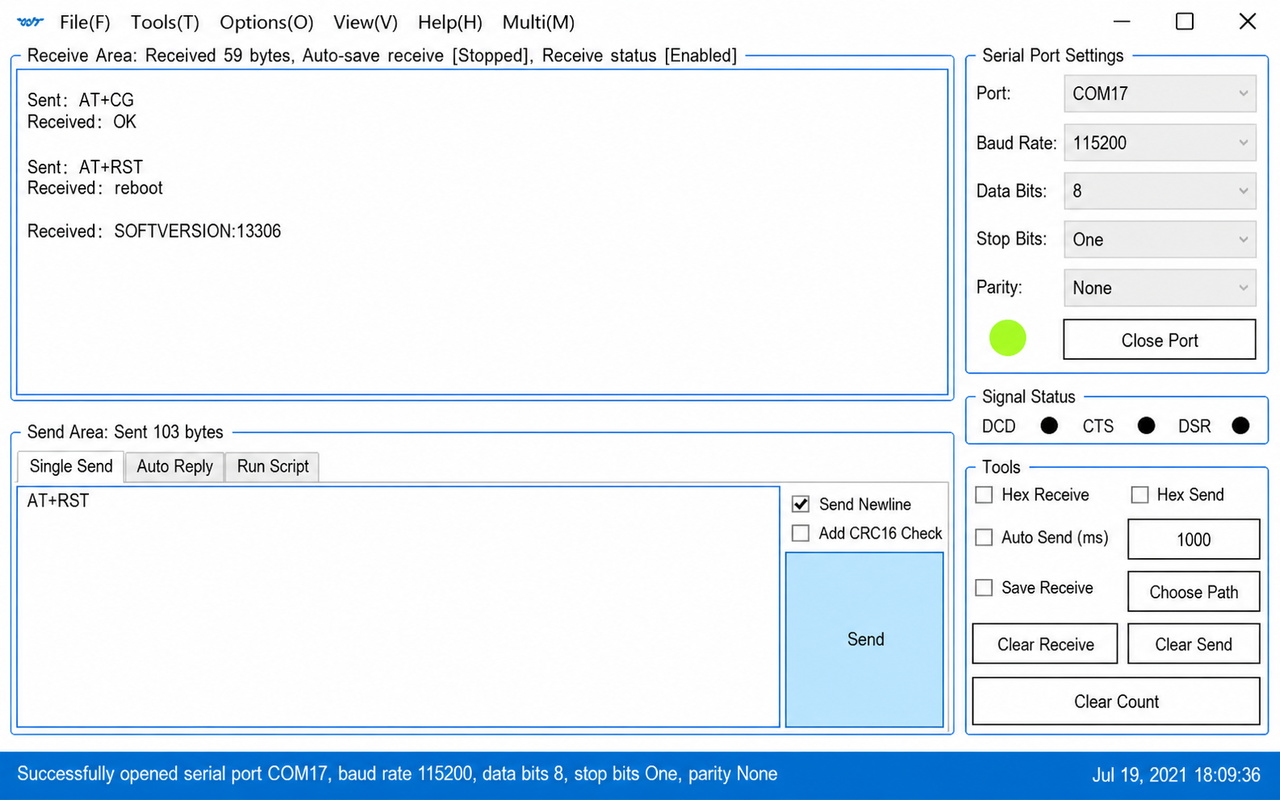 File(F) Tools(T) Options(O) View(V) Help(H) Multi(M)
Receive Area: Received 59 bytes, Auto-save receive [Stopped], Receive status [Enabled]
Sent: AT+CG
Received: OK
Sent: AT+RST
Received: reboot
Received: SOFTVERSION:13306
Send Area: Sent 103 bytes
Single Send Auto Reply Run Script
AT+RST
Send Newline
Add CRC16 Check
Send
Serial Port Settings
Port: COM17
Baud Rate: 115200
Data Bits: 8
Stop Bits: One
Parity: None
Close Port
Signal Status
DCD CTS DSR
Tools
Hex Receive Hex Send
Auto Send (ms) 1000
Save Receive Choose Path
Clear Receive Clear Send
Clear Count
Successfully opened serial port COM17, baud rate 115200, data bits 8, stop bits One, parity None Jul 19, 2021 18:09:36